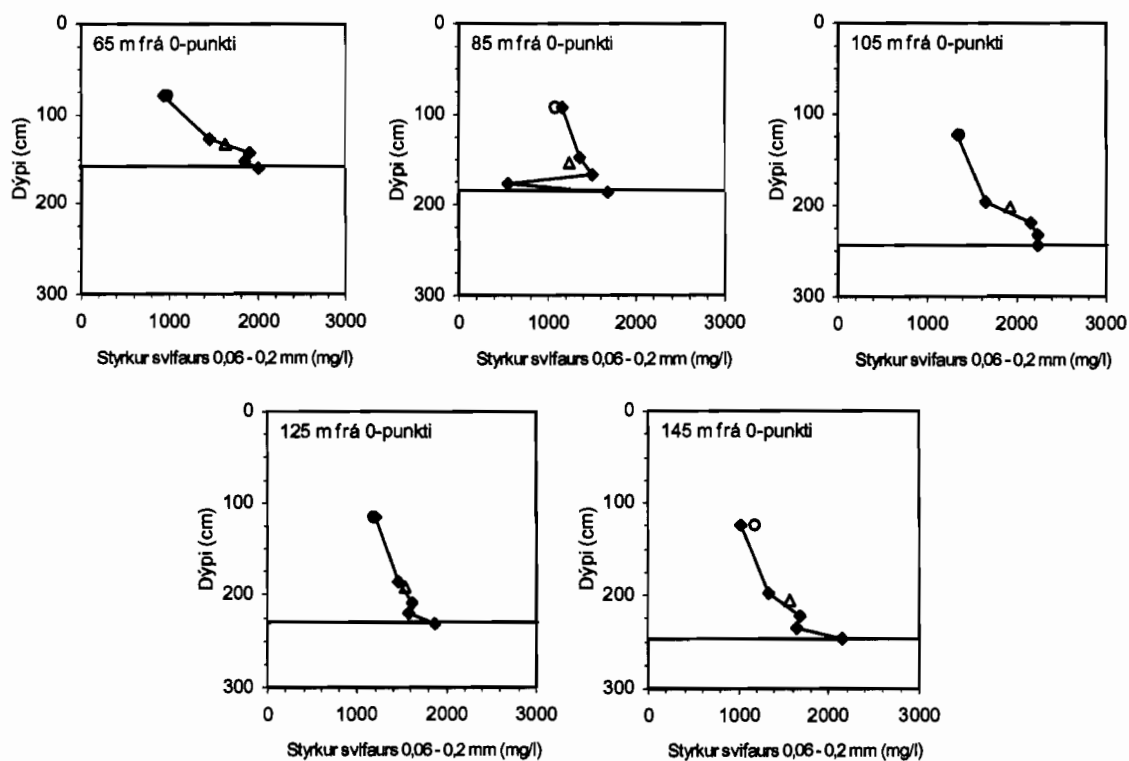 65 m frá 0-punkti
0
100
200
300
Dýpi (cm)
0 1000 2000 3000
Styrkur svifaurs 0,06 - 0,2 mm (mg/l)
85 m frá 0-punkti
0
100
200
300
Dýpi (cm)
0 1000 2000 3000
Styrkur svifaurs 0,06 - 0,2 mm (mg/l)
105 m frá 0-punkti
0
100
200
300
Dýpi (cm)
0 1000 2000 3000
Styrkur svifaurs 0,06 - 0,2 mm (mg/l)
125 m frá 0-punkti
0
100
200
300
Dýpi (cm)
0 1000 2000 3000
Styrkur svifaurs 0,06 - 0,2 mm (mg/l)
145 m frá 0-punkti
0
100
200
300
Dýpi (cm)
0 1000 2000 3000
Styrkur svifaurs 0,06 - 0,2 mm (mg/l)